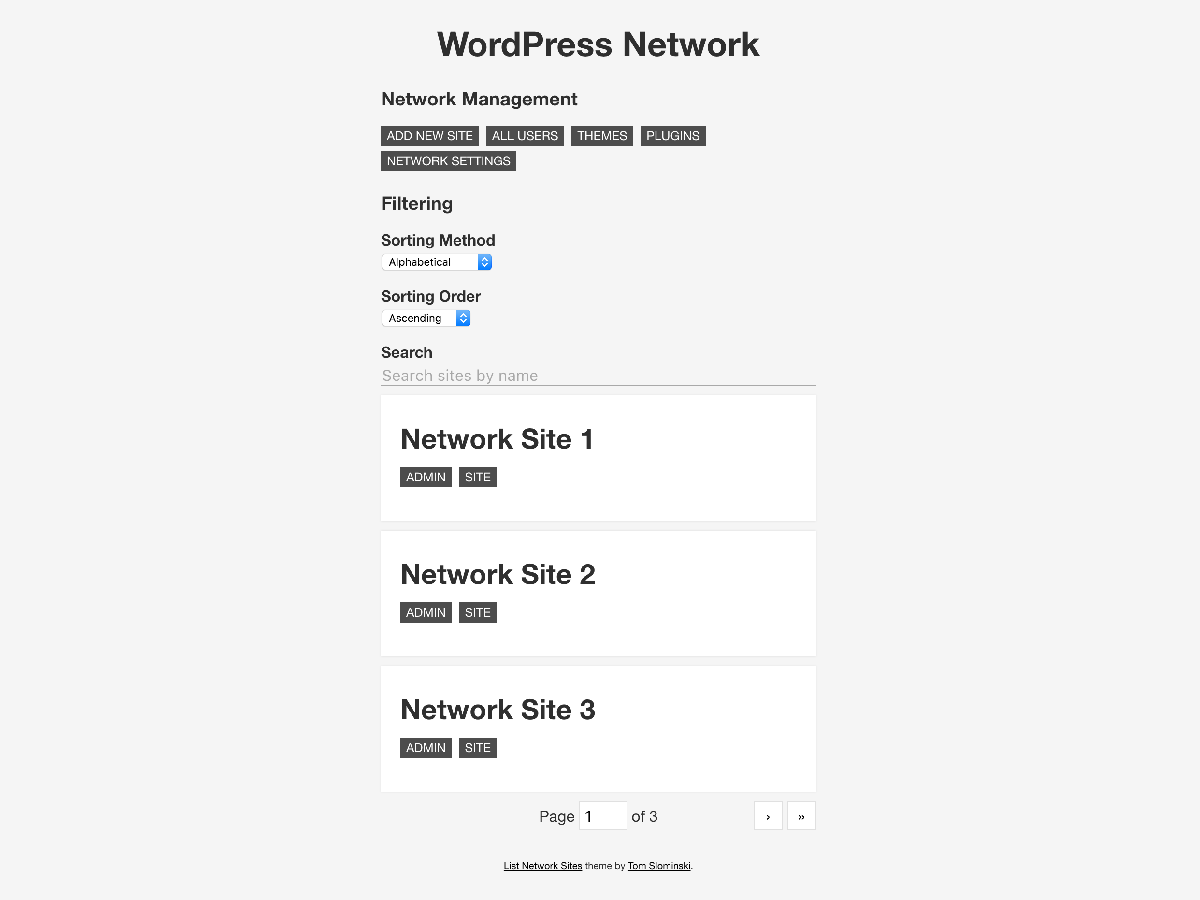 WordPress Network
Network Management
ADD NEW SITE ALL USERS THEMES PLUGINS
NETWORK SETTINGS
Filtering
Sorting Method
Alphabetical
Sorting Order
Ascending
Search
Search sites by name
Network Site 1
ADMIN SITE
Network Site 2
ADMIN SITE
Network Site 3
ADMIN SITE
Page 1 of 3 › »
List Network Sites theme by Tom Slominski.